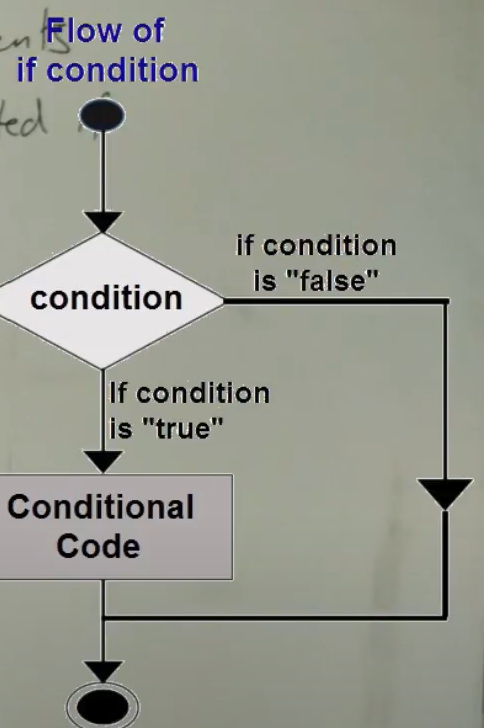 Flow of
if condition
if condition
is "false"
condition
If condition
is "true"
Conditional
Code